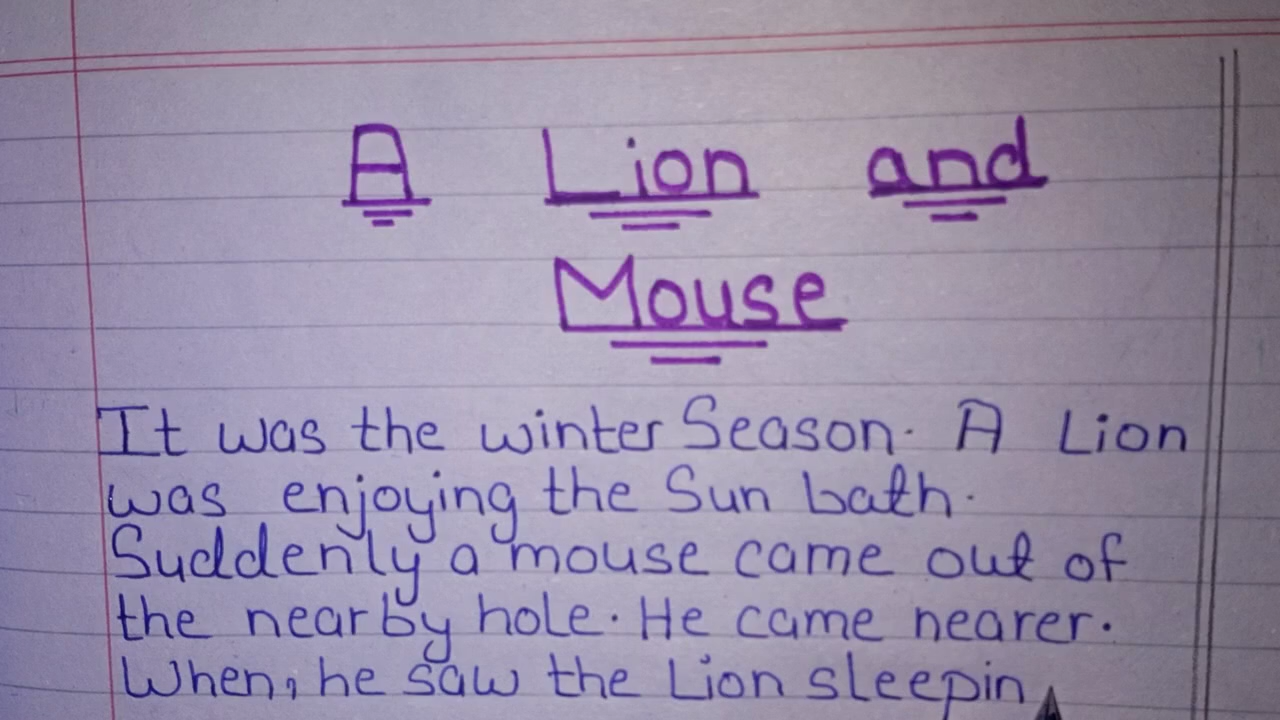 A Lion and
Mouse
It was the winter Season. A Lion
was enjoying the Sun bath.
Suddenly a mouse came out of
the nearby hole. He came nearer.
When, he saw the Lion sleepin